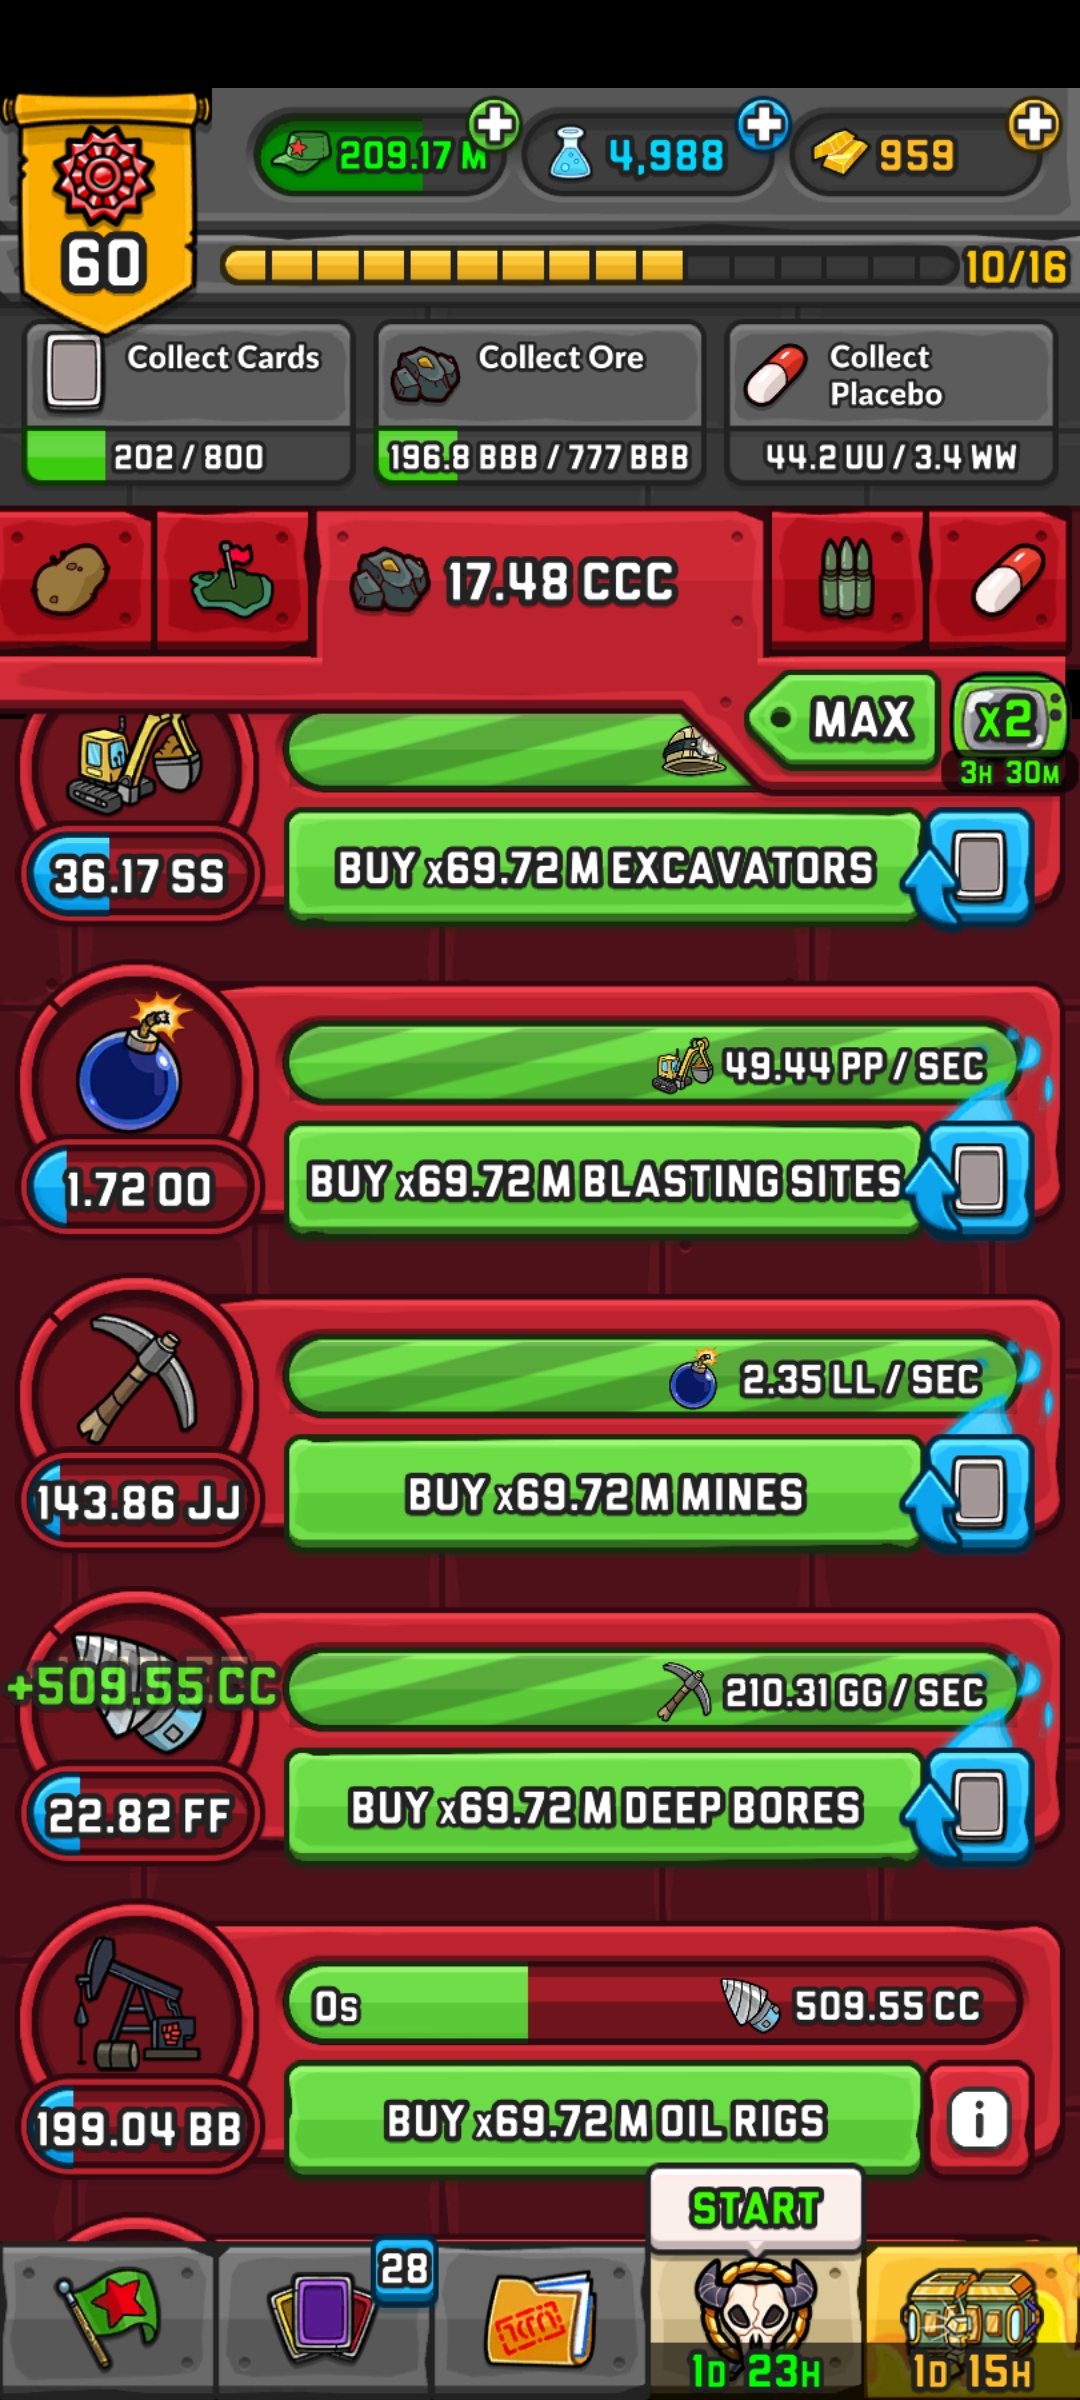 209.17 M
4,988
959
60
10/16
Collect Cards
202 / 800
Collect Ore
196.8 BBB / 777 BBB
Collect
Placebo
44.2 UU / 3.4 WW
17.48 CCC
MAX
x2
3H 30M
36.17 SS
BUY x69.72 M EXCAVATORS
49.44 PP / SEC
1.72 OO
BUY x69.72 M BLASTING SITES
2.35 LL / SEC
143.86 JJ
BUY x69.72 M MINES
+509.55 CC
210.31 GG / SEC
22.82 FF
BUY x69.72 M DEEP BORES
0s
509.55 CC
199.04 BB
BUY x69.72 M OIL RIGS
i
START
28
1D 23H
1D 15H